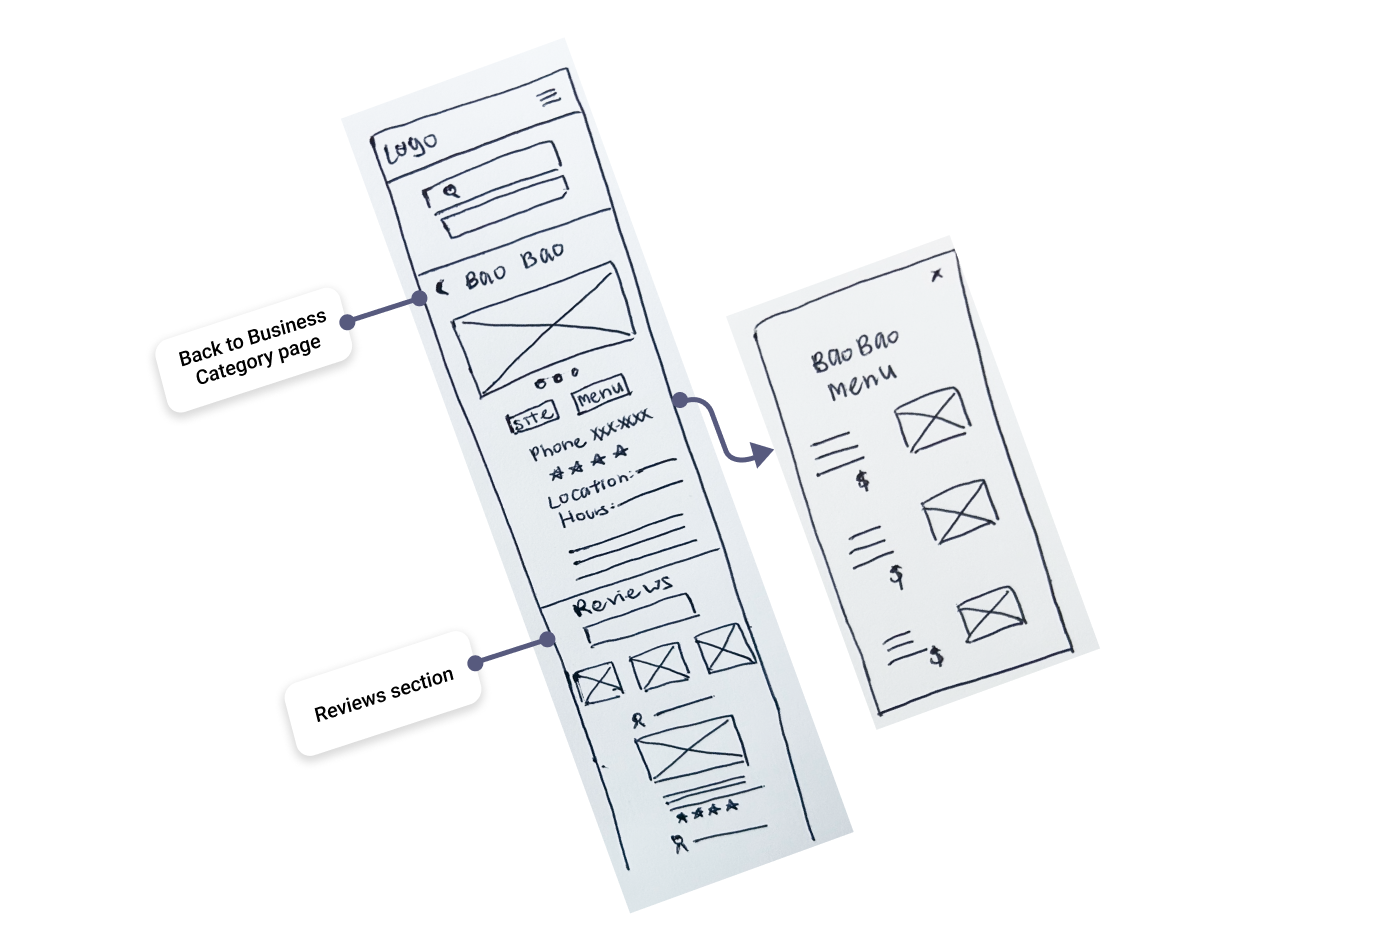 Logo
Bao Bao
Back to Business
Category page
site
menu
Phone xxx-xxxx
Location:
Hours:
Reviews
Reviews section
x
Bao Bao
Menu
$
$
$